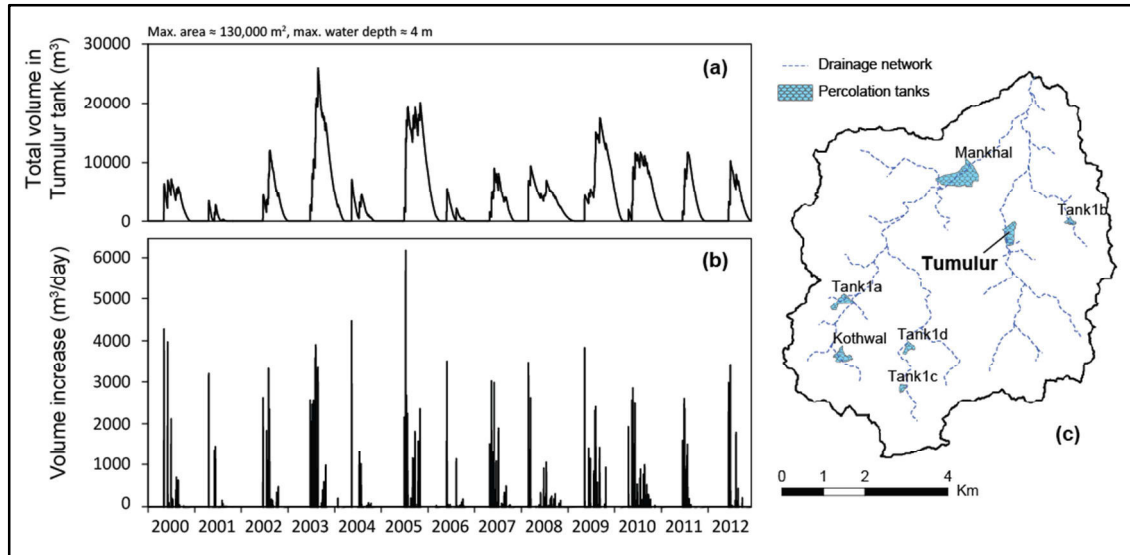 Max. area ≈ 130,000 m², max. water depth ≈ 4 m
Total volume in
Tumulur tank (m³)
30000
20000
10000
0
(a)
Volume increase (m³/day)
6000
5000
4000
3000
2000
1000
0
(b)
2000 2001 2002 2003 2004 2005 2006 2007 2008 2009 2010 2011 2012
Drainage network
Percolation tanks
Mankhal
Tank1b
Tumulur
Tank1a
Kothwal
Tank1d
Tank1c
(c)
0 1 2 4
Km